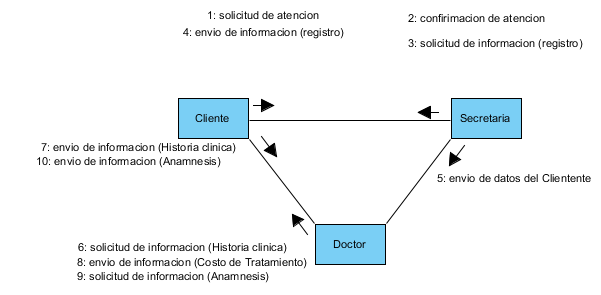 1: solicitud de atencion
2: confirimacion de atencion
4: envio de informacion (registro)
3: solicitud de informacion (registro)
Cliente
Secretaria
7: envio de informacion (Historia clinica)
10: envio de informacion (Anamnesis)
5: envio de datos del Clientente
Doctor
6: solicitud de informacion (Historia clinica)
8: envio de informacion (Costo de Tratamiento)
9: solicitud de informacion (Anamnesis)